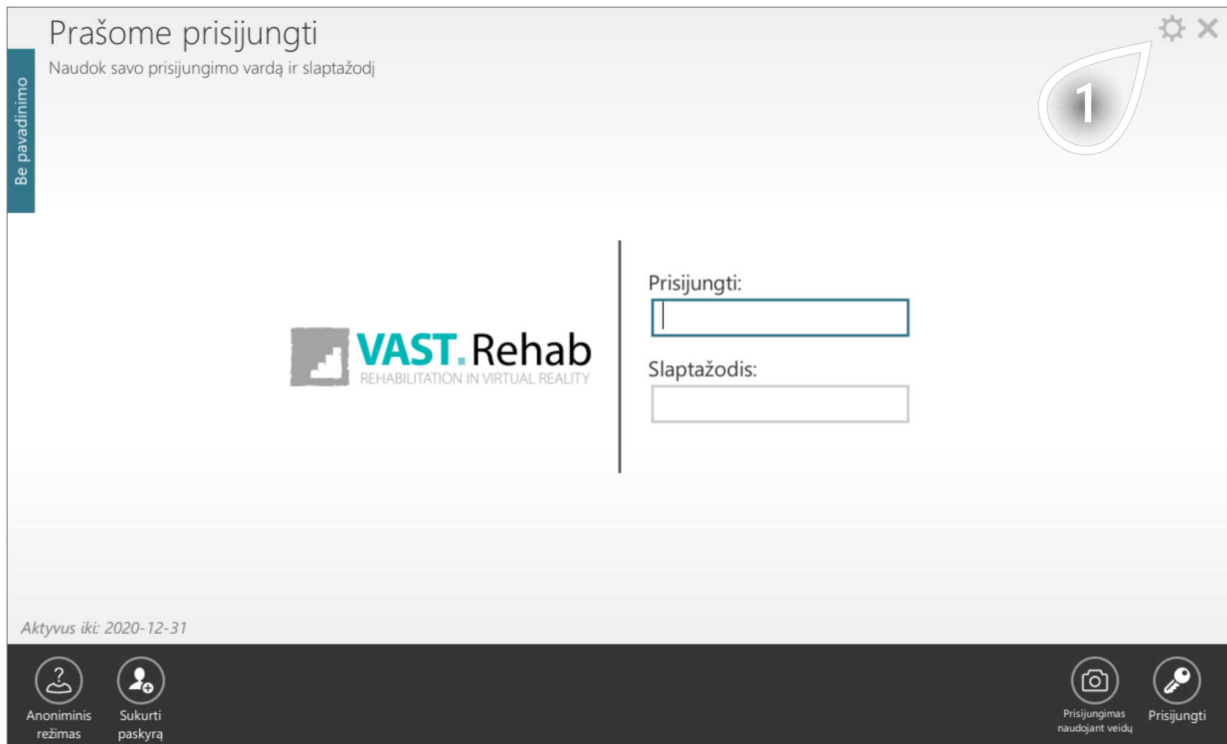 Prašome prisijungti
Naudok savo prisijungimo vardą ir slaptažodį
Be pavadinimo
1
Prisijungti:
VAST.Rehab
REHABILITATION IN VIRTUAL REALITY
Slaptažodis:
Aktyvus iki: 2020-12-31
Anoniminis
režimas
Sukurti
paskyrą
Prisijungimas
naudojant veidų
Prisijungti